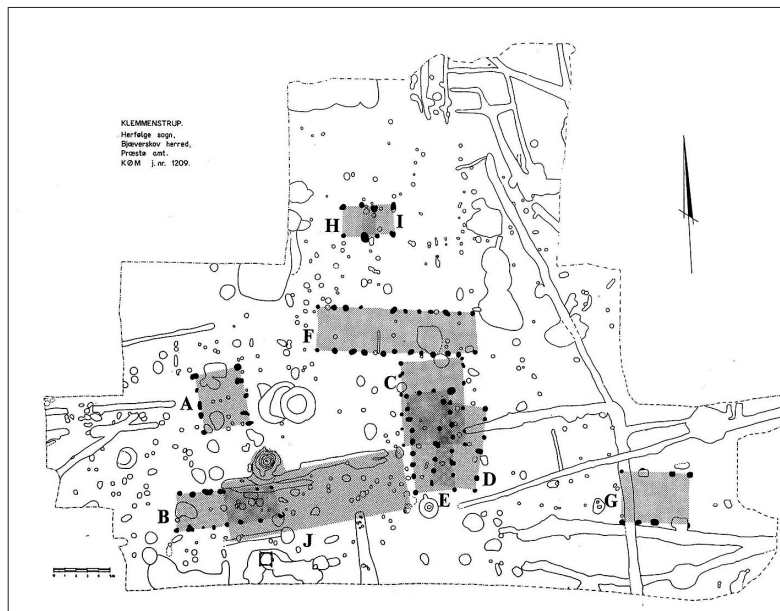 KLEMMENSTRUP.
Herfølge sogn,
Bjæverskov herred,
Præstø amt.
KØM j. nr. 1209.
H
I
F
C
A
D
E
B
G
J